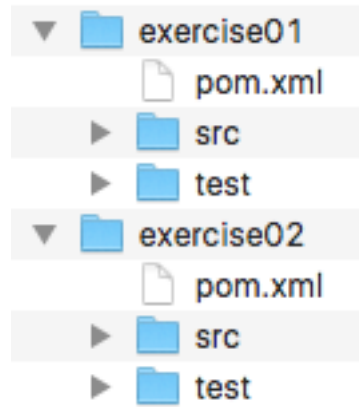 exercise01
pom.xml
src
test
exercise02
pom.xml
src
test